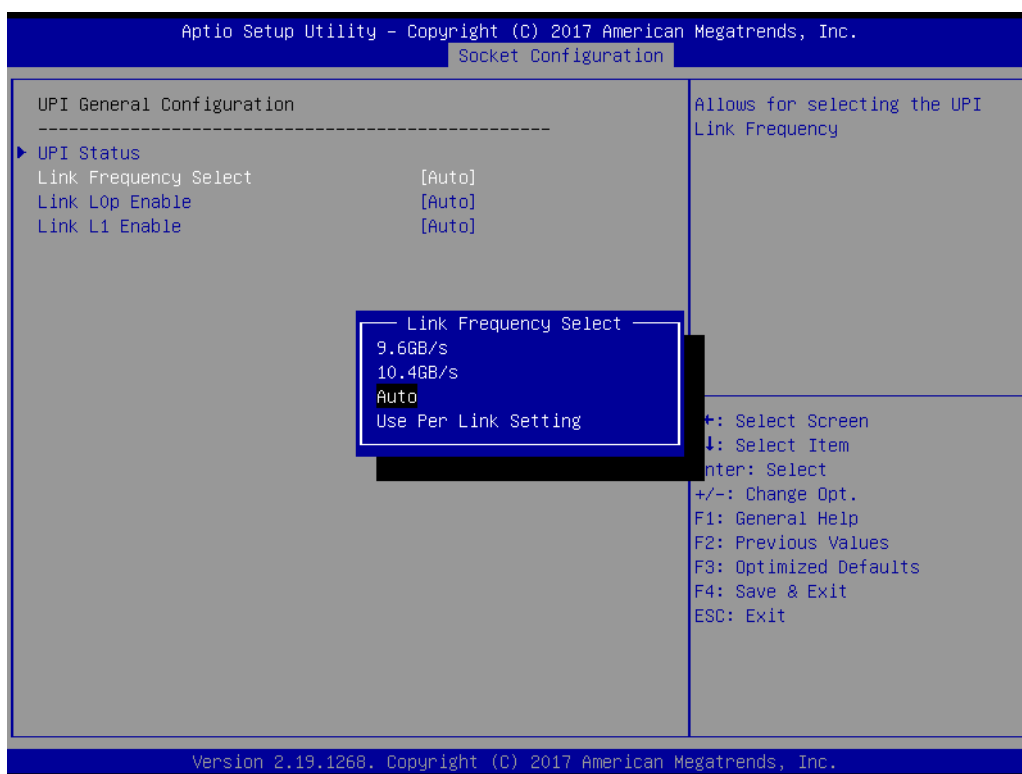 Aptio Setup Utility – Copyright (C) 2017 American Megatrends, Inc.
Socket Configuration
UPI General Configuration
--------------------------------------------------
UPI Status
Link Frequency Select [Auto]
Link L0p Enable [Auto]
Link L1 Enable [Auto]
Allows for selecting the UPI
Link Frequency
Link Frequency Select
9.6GB/s
10.4GB/s
Auto
Use Per Link Setting
: Select Screen
: Select Item
nter: Select
+/-: Change Opt.
F1: General Help
F2: Previous Values
F3: Optimized Defaults
F4: Save & Exit
ESC: Exit
Version 2.19.1268. Copyright (C) 2017 American Megatrends, Inc.